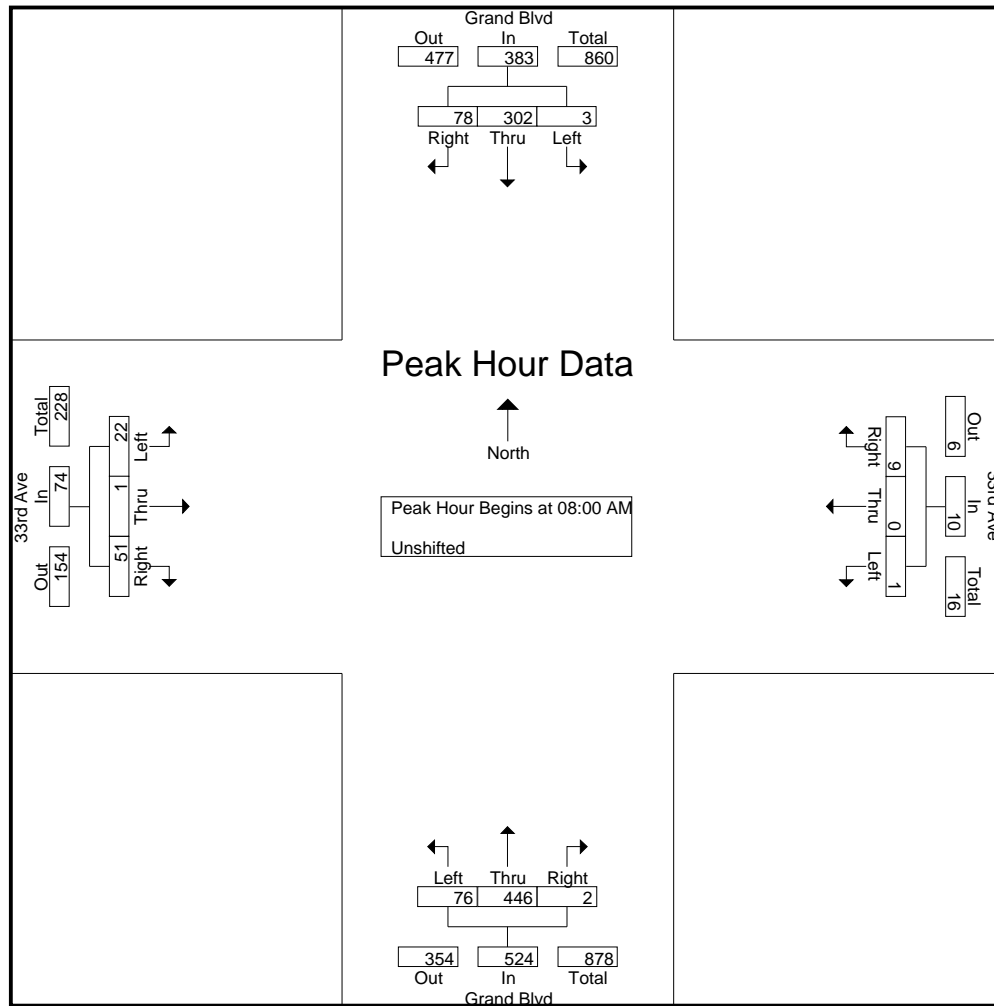 Grand Blvd
Out In Total
477 383 860
78 302 3
Right Thru Left
Peak Hour Data
North
Peak Hour Begins at 08:00 AM
Unshifted
33rd Ave
Out In Total
154 74 228
22 1 51
Left Thru Right
33rd Ave
Out In Total
6 10 16
9 0 1
Right Thru Left
Left Thru Right
76 446 2
354 524 878
Out In Total
Grand Blvd